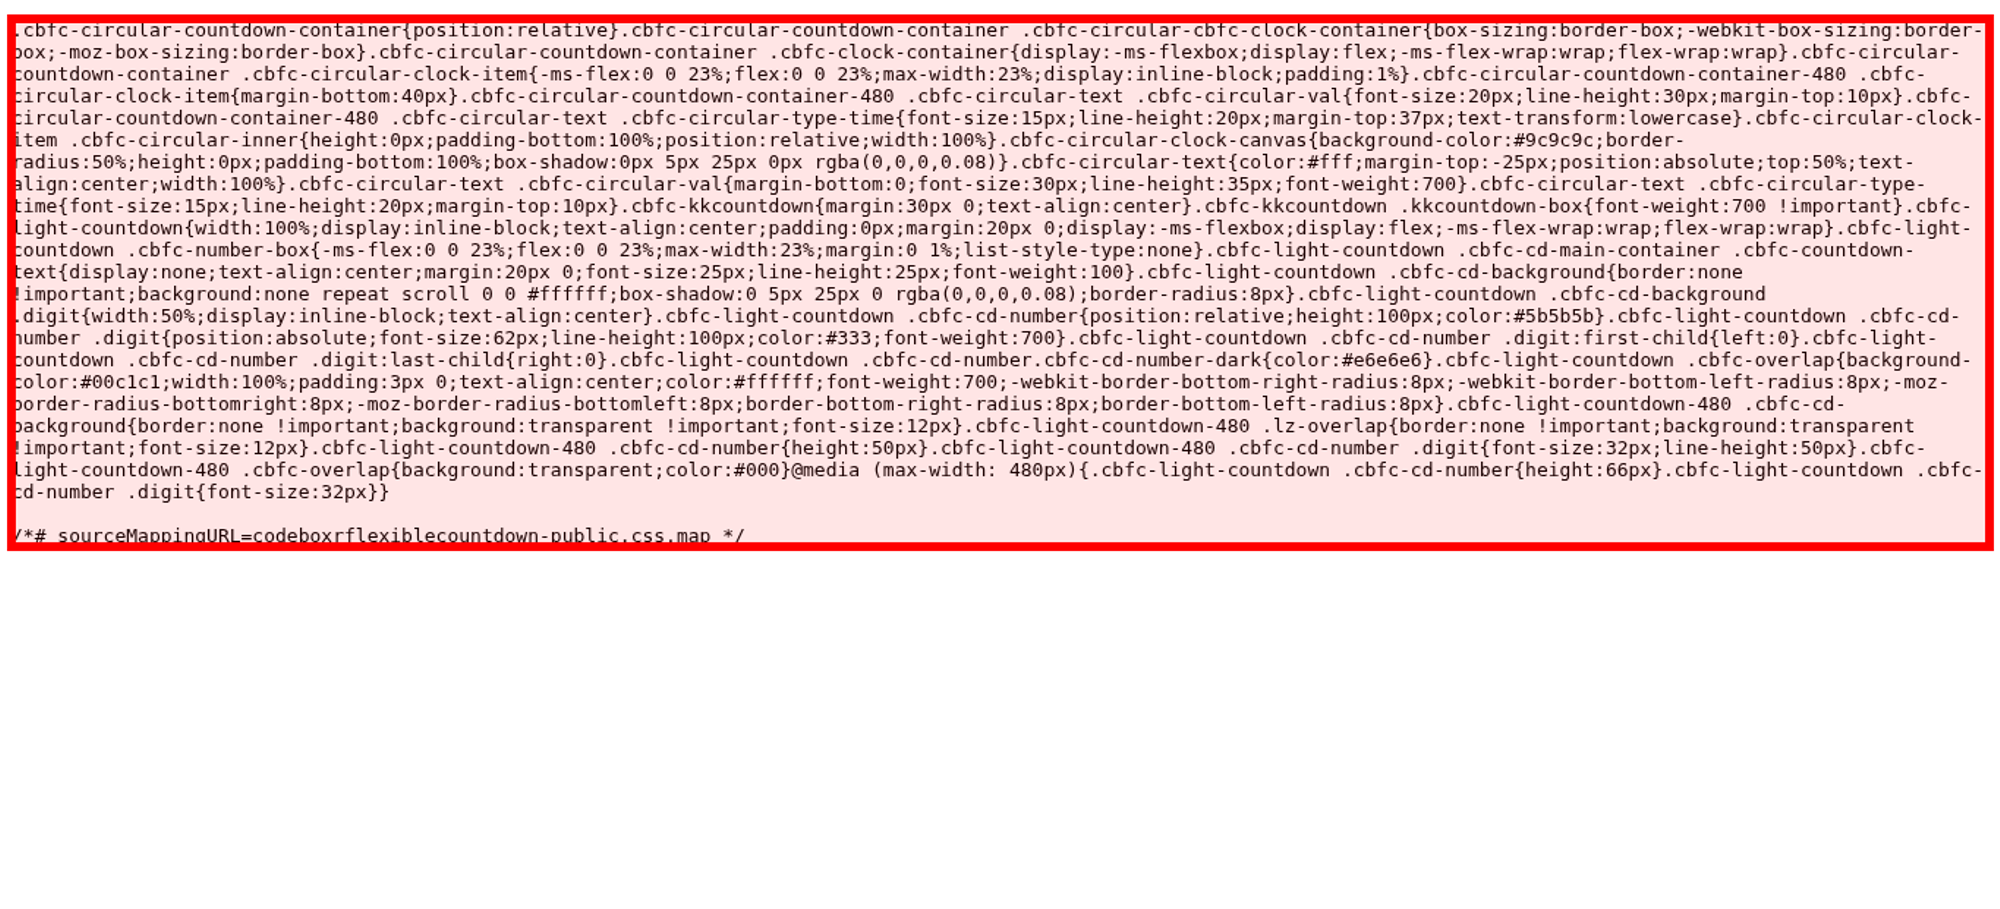 .cbfc-circular-countdown-container{position:relative}.cbfc-circular-countdown-container .cbfc-circular-cbfc-clock-container{box-sizing:border-box;-webkit-box-sizing:border-
box;-moz-box-sizing:border-box}.cbfc-circular-countdown-container .cbfc-clock-container{display:-ms-flexbox;display:flex;-ms-flex-wrap:wrap;flex-wrap:wrap}.cbfc-circular-
countdown-container .cbfc-circular-clock-item{-ms-flex:0 0 23%;flex:0 0 23%;max-width:23%;display:inline-block;padding:1%}.cbfc-circular-countdown-container-480 .cbfc-
circular-clock-item{margin-bottom:40px}.cbfc-circular-countdown-container-480 .cbfc-circular-text .cbfc-circular-val{font-size:20px;line-height:30px;margin-top:10px}.cbfc-
circular-countdown-container-480 .cbfc-circular-text .cbfc-circular-type-time{font-size:15px;line-height:20px;margin-top:37px;text-transform:lowercase}.cbfc-circular-clock-
item .cbfc-circular-inner{height:0px;padding-bottom:100%;position:relative;width:100%}.cbfc-circular-clock-canvas{background-color:#9c9c9c;border-
radius:50%;height:0px;padding-bottom:100%;box-shadow:0px 5px 25px 0px rgba(0,0,0,0.08)}.cbfc-circular-text{color:#fff;margin-top:-25px;position:absolute;top:50%;text-
align:center;width:100%}.cbfc-circular-text .cbfc-circular-val{margin-bottom:0;font-size:30px;line-height:35px;font-weight:700}.cbfc-circular-text .cbfc-circular-type-
time{font-size:15px;line-height:20px;margin-top:10px}.cbfc-kkcountdown{margin:30px 0;text-align:center}.cbfc-kkcountdown .kkcountdown-box{font-weight:700 !important}.cbfc-
light-countdown{width:100%;display:inline-block;text-align:center;padding:0px;margin:20px 0;display:-ms-flexbox;display:flex;-ms-flex-wrap:wrap;flex-wrap:wrap}.cbfc-light-
countdown .cbfc-number-box{-ms-flex:0 0 23%;flex:0 0 23%;max-width:23%;margin:0 1%;list-style-type:none}.cbfc-light-countdown .cbfc-cd-main-container .cbfc-countdown-
text{display:none;text-align:center;margin:20px 0;font-size:25px;line-height:25px;font-weight:100}.cbfc-light-countdown .cbfc-cd-background{border:none
!important;background:none repeat scroll 0 0 #ffffff;box-shadow:0 5px 25px 0 rgba(0,0,0,0.08);border-radius:8px}.cbfc-light-countdown .cbfc-cd-background
.digit{width:50%;display:inline-block;text-align:center}.cbfc-light-countdown .cbfc-cd-number{position:relative;height:100px;color:#5b5b5b}.cbfc-light-countdown .cbfc-cd-
number .digit{position:absolute;font-size:62px;line-height:100px;color:#333;font-weight:700}.cbfc-light-countdown .cbfc-cd-number .digit:first-child{left:0}.cbfc-light-
countdown .cbfc-cd-number .digit:last-child{right:0}.cbfc-light-countdown .cbfc-cd-number.cbfc-cd-number-dark{color:#e6e6e6}.cbfc-light-countdown .cbfc-overlap{background-
color:#00c1c1;width:100%;padding:3px 0;text-align:center;color:#ffffff;font-weight:700;-webkit-border-bottom-right-radius:8px;-webkit-border-bottom-left-radius:8px;-moz-
border-radius-bottomright:8px;-moz-border-radius-bottomleft:8px;border-bottom-right-radius:8px;border-bottom-left-radius:8px}.cbfc-light-countdown-480 .cbfc-cd-
background{border:none !important;background:transparent !important;font-size:12px}.cbfc-light-countdown-480 .lz-overlap{border:none !important;background:transparent
!important;font-size:12px}.cbfc-light-countdown-480 .cbfc-cd-number{height:50px}.cbfc-light-countdown-480 .cbfc-cd-number .digit{font-size:32px;line-height:50px}.cbfc-
light-countdown-480 .cbfc-overlap{background:transparent;color:#000}@media (max-width: 480px){.cbfc-light-countdown .cbfc-cd-number{height:66px}.cbfc-light-countdown .cbfc-
cd-number .digit{font-size:32px}}
/*# sourceMappingURL=codeboxrflexiblecountdown-public.css.map */